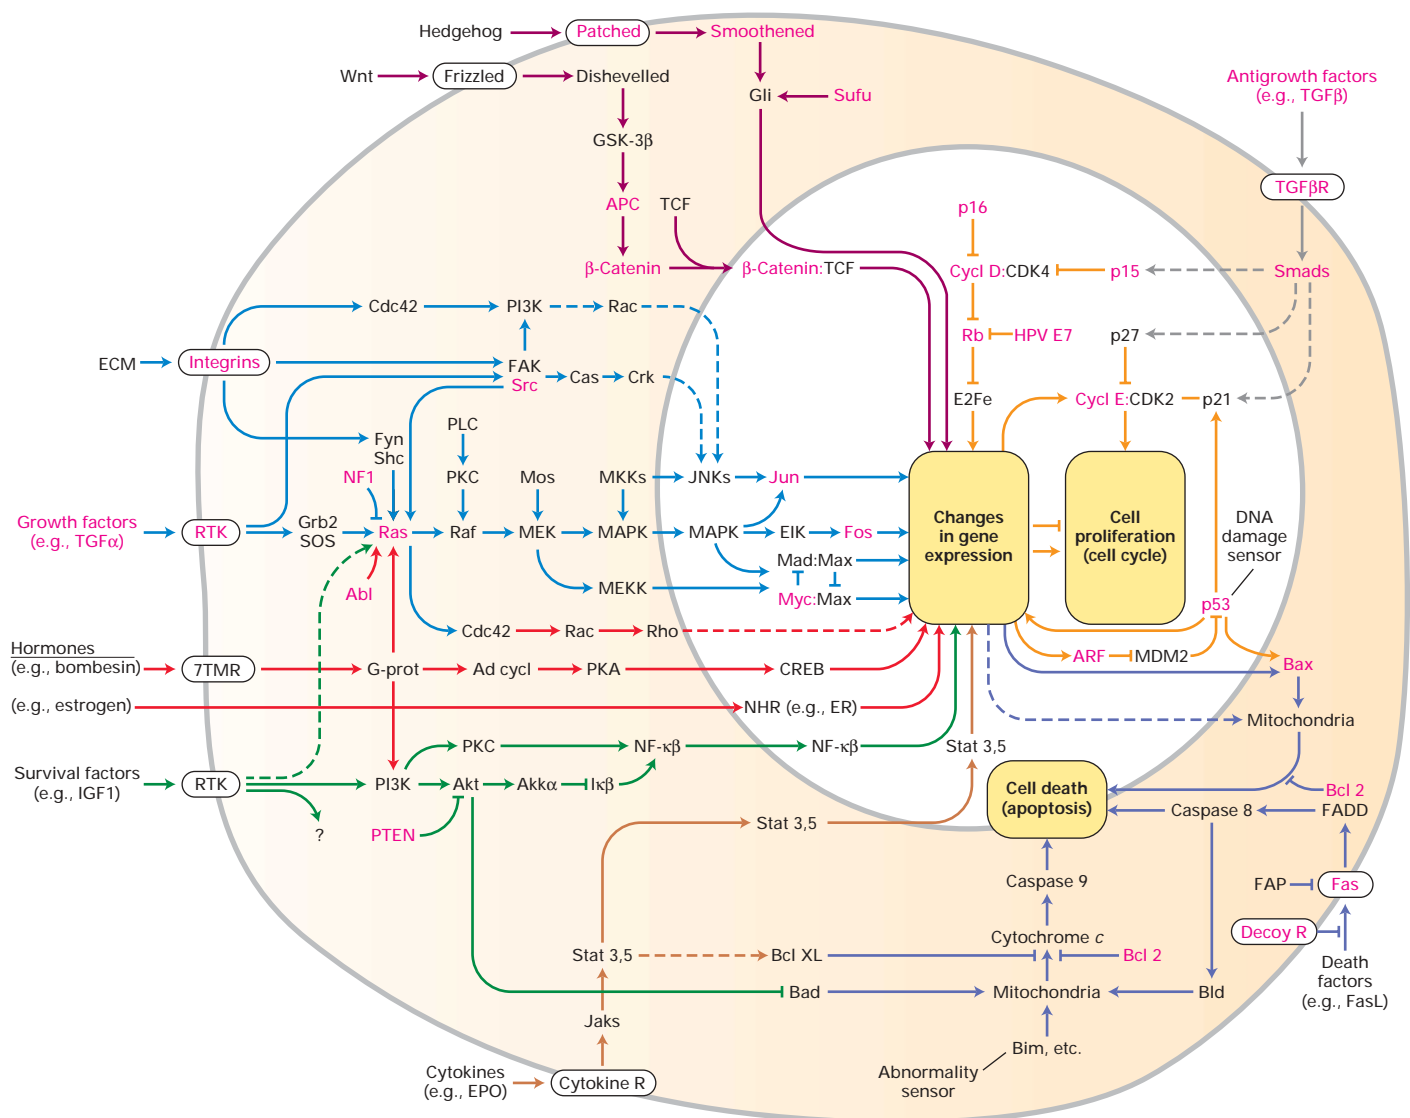 Hedgehog
Patched
Smoothened
Wnt
Frizzled
Dishevelled
Gli
Sufu
Antigrowth factors
(e.g., TGFβ)
GSK-3β
TGFβR
APC
TCF
p16
β-Catenin
β-Catenin:TCF
Cycl D:CDK4
p15
Smads
Cdc42
PI3K
Rac
Rb
HPV E7
p27
ECM
Integrins
FAK
Src
Cas
Crk
E2Fe
Cycl E:CDK2
p21
Fyn
Shc
PLC
NF1
PKC
Mos
MKKs
JNKs
Jun
Growth factors
(e.g., TGFα)
RTK
Grb2
SOS
Ras
Raf
MEK
MAPK
MAPK
EIK
Fos
Changes
in gene
expression
Cell
proliferation
(cell cycle)
DNA
damage
sensor
Mad:Max
Abl
MEKK
Myc:Max
p53
Cdc42
Rac
Rho
Hormones
(e.g., bombesin)
7TMR
G-prot
Ad cycl
PKA
CREB
ARF
MDM2
Bax
(e.g., estrogen)
NHR (e.g., ER)
Mitochondria
PKC
NF-κβ
NF-κβ
Stat 3,5
Survival factors
(e.g., IGF1)
RTK
PI3K
Akt
Akkα
Iκβ
Cell death
(apoptosis)
Bcl 2
?
PTEN
Stat 3,5
Caspase 8
FADD
Caspase 9
FAP
Fas
Decoy R
Cytochrome c
Stat 3,5
Bcl XL
Bcl 2
Death
factors
(e.g., FasL)
Bad
Mitochondria
Bld
Jaks
Bim, etc.
Abnormality
sensor
Cytokines
(e.g., EPO)
Cytokine R